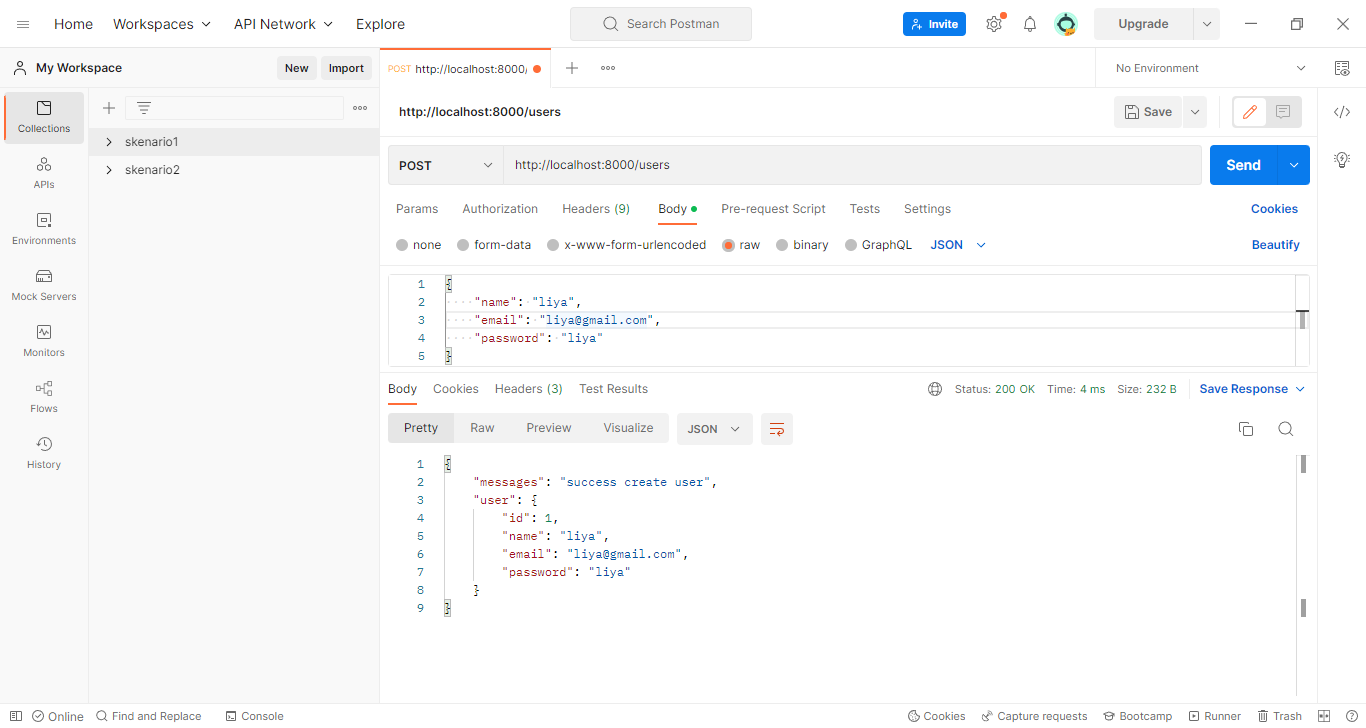 Home Workspaces API Network Explore Search Postman Invite Upgrade
My Workspace New Import POST http://localhost:8000/ No Environment
Collections
APIs
Environments
Mock Servers
Monitors
Flows
History
skenario1
skenario2
http://localhost:8000/users Save
POST http://localhost:8000/users Send
Params Authorization Headers (9) Body Pre-request Script Tests Settings Cookies
none form-data x-www-form-urlencoded raw binary GraphQL JSON Beautify
1 {
2 "name": "liya",
3 "email": "liya@gmail.com",
4 "password": "liya"
5 }
Body Cookies Headers (3) Test Results Status: 200 OK Time: 4 ms Size: 232 B Save Response
Pretty Raw Preview Visualize JSON
1 {
2 "messages": "success create user",
3 "user": {
4 "id": 1,
5 "name": "liya",
6 "email": "liya@gmail.com",
7 "password": "liya"
8 }
9 }
Online Find and Replace Console Cookies Capture requests Bootcamp Runner Trash